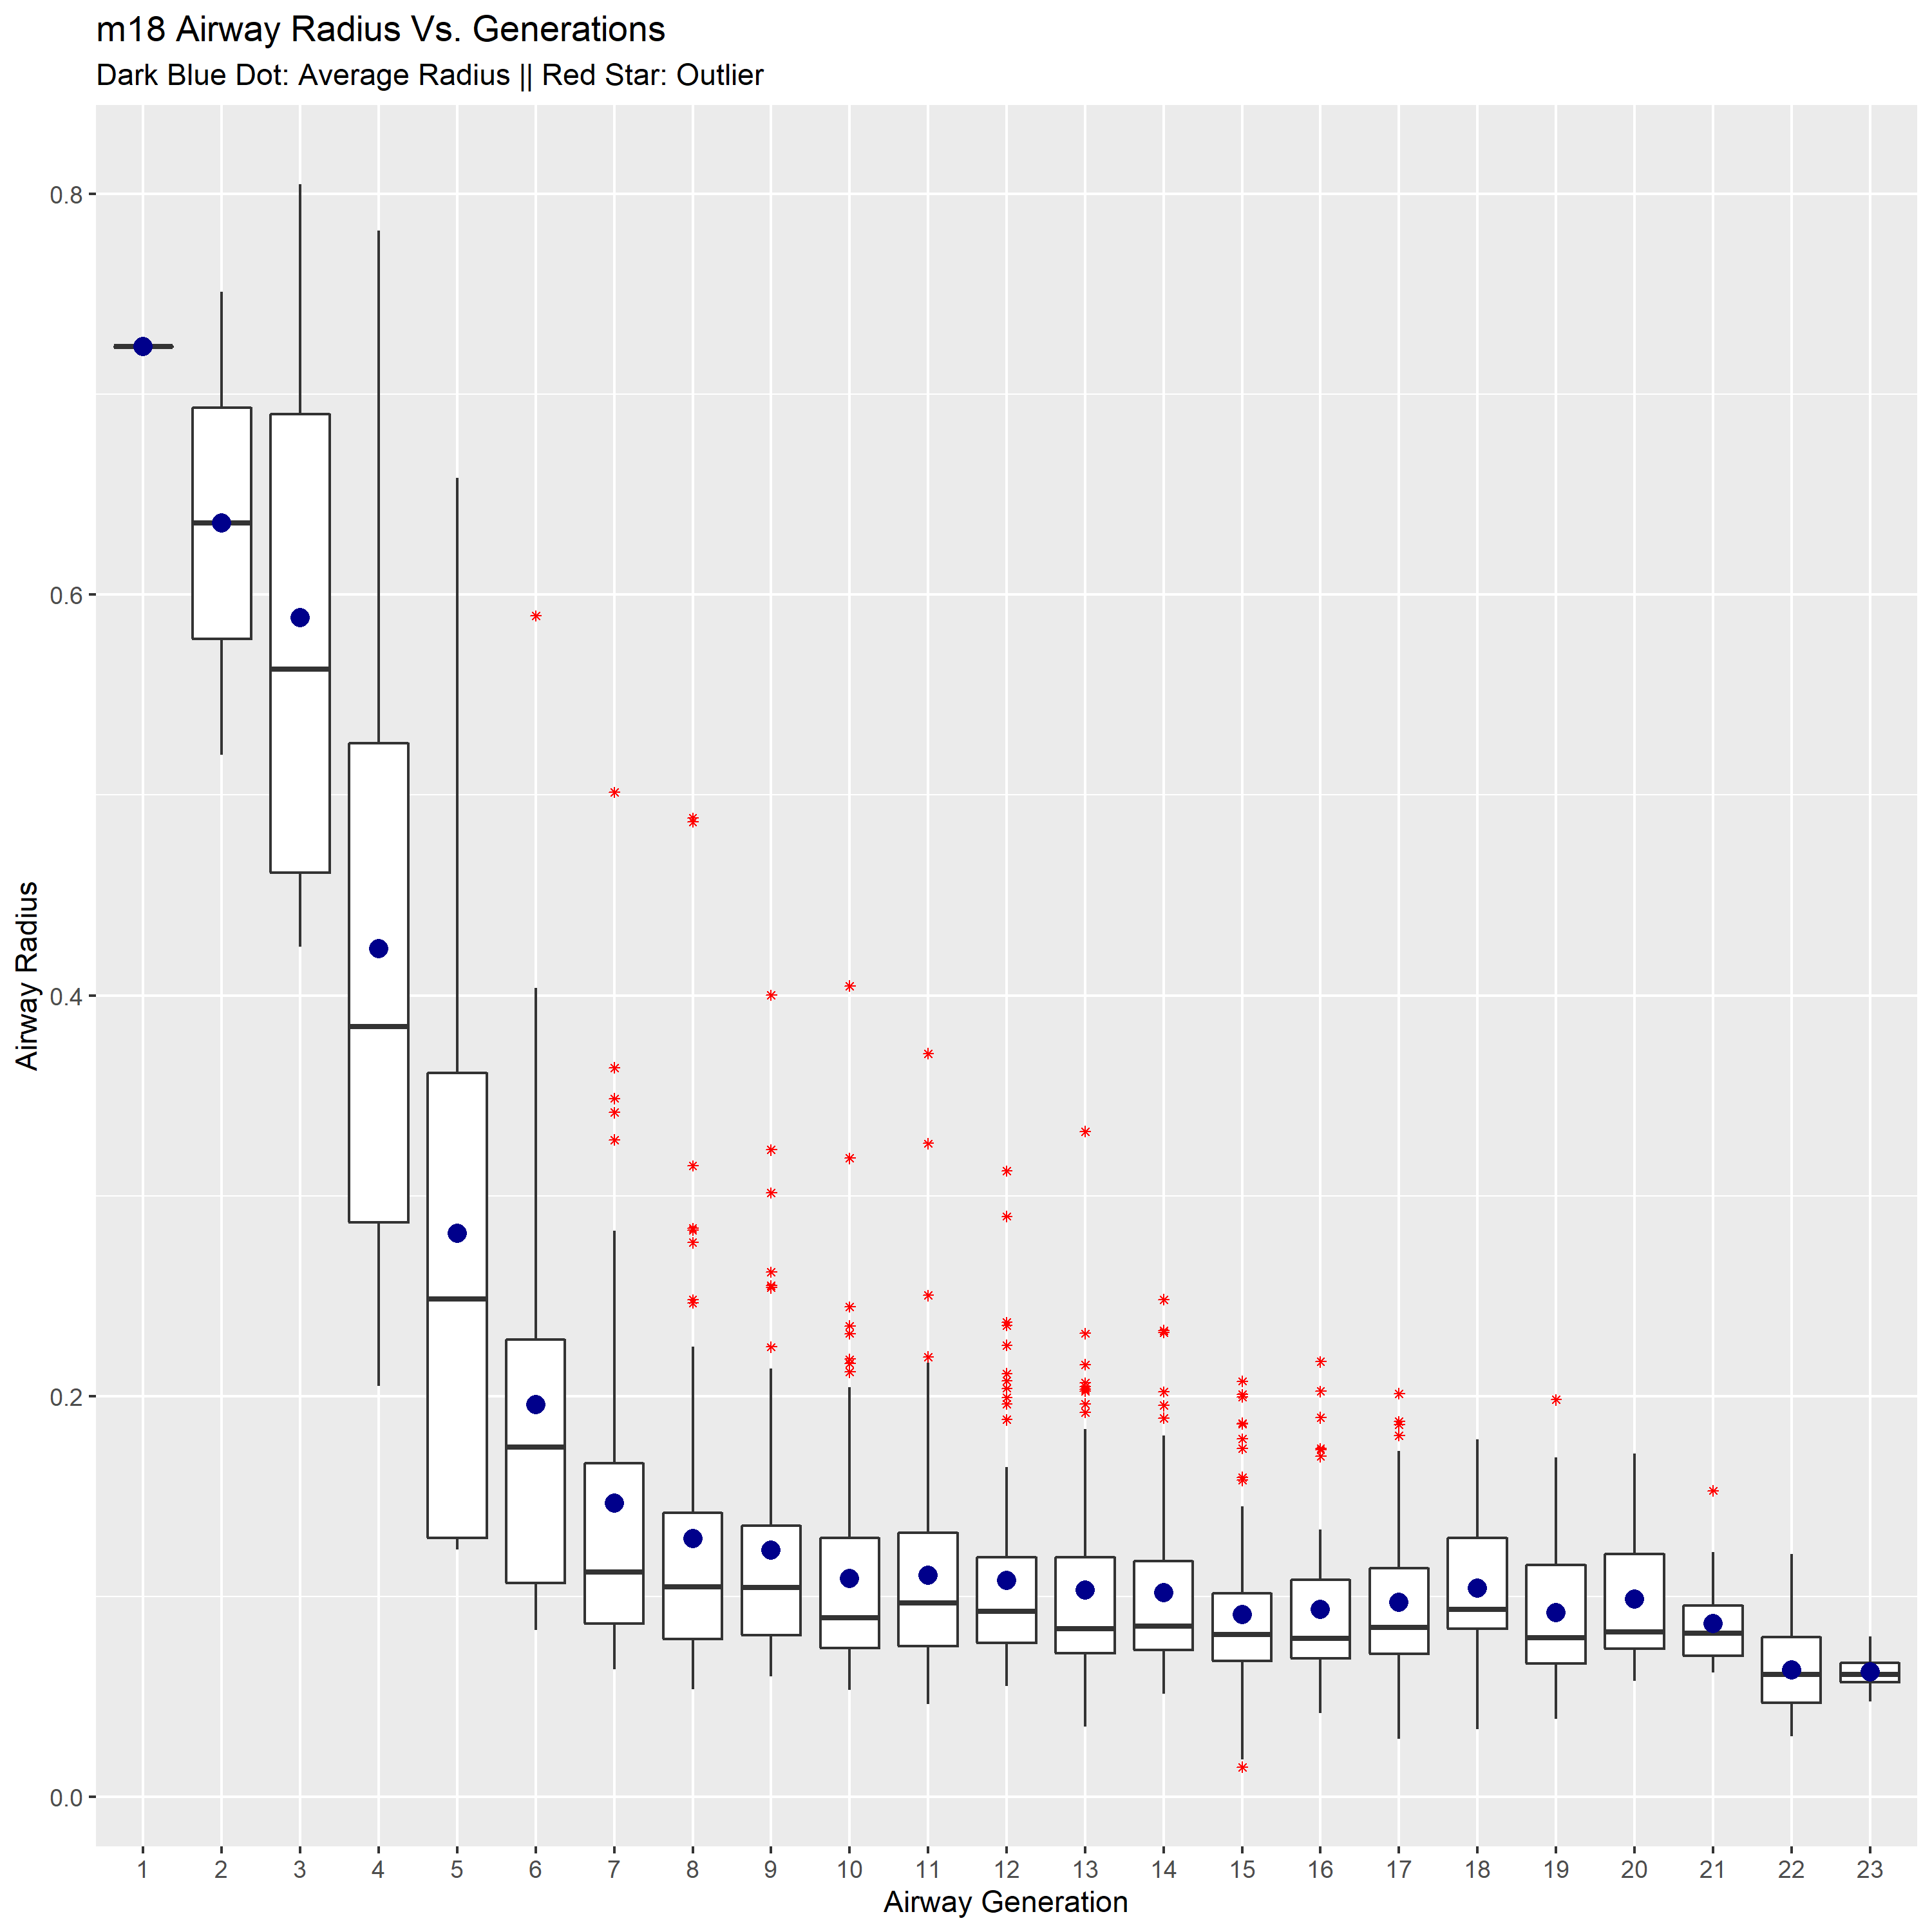 m18 Airway Radius Vs. Generations
Dark Blue Dot: Average Radius || Red Star: Outlier
Airway Radius
0.8
0.6
0.4
0.2
0.0
1 2 3 4 5 6 7 8 9 10 11 12 13 14 15 16 17 18 19 20 21 22 23
Airway Generation